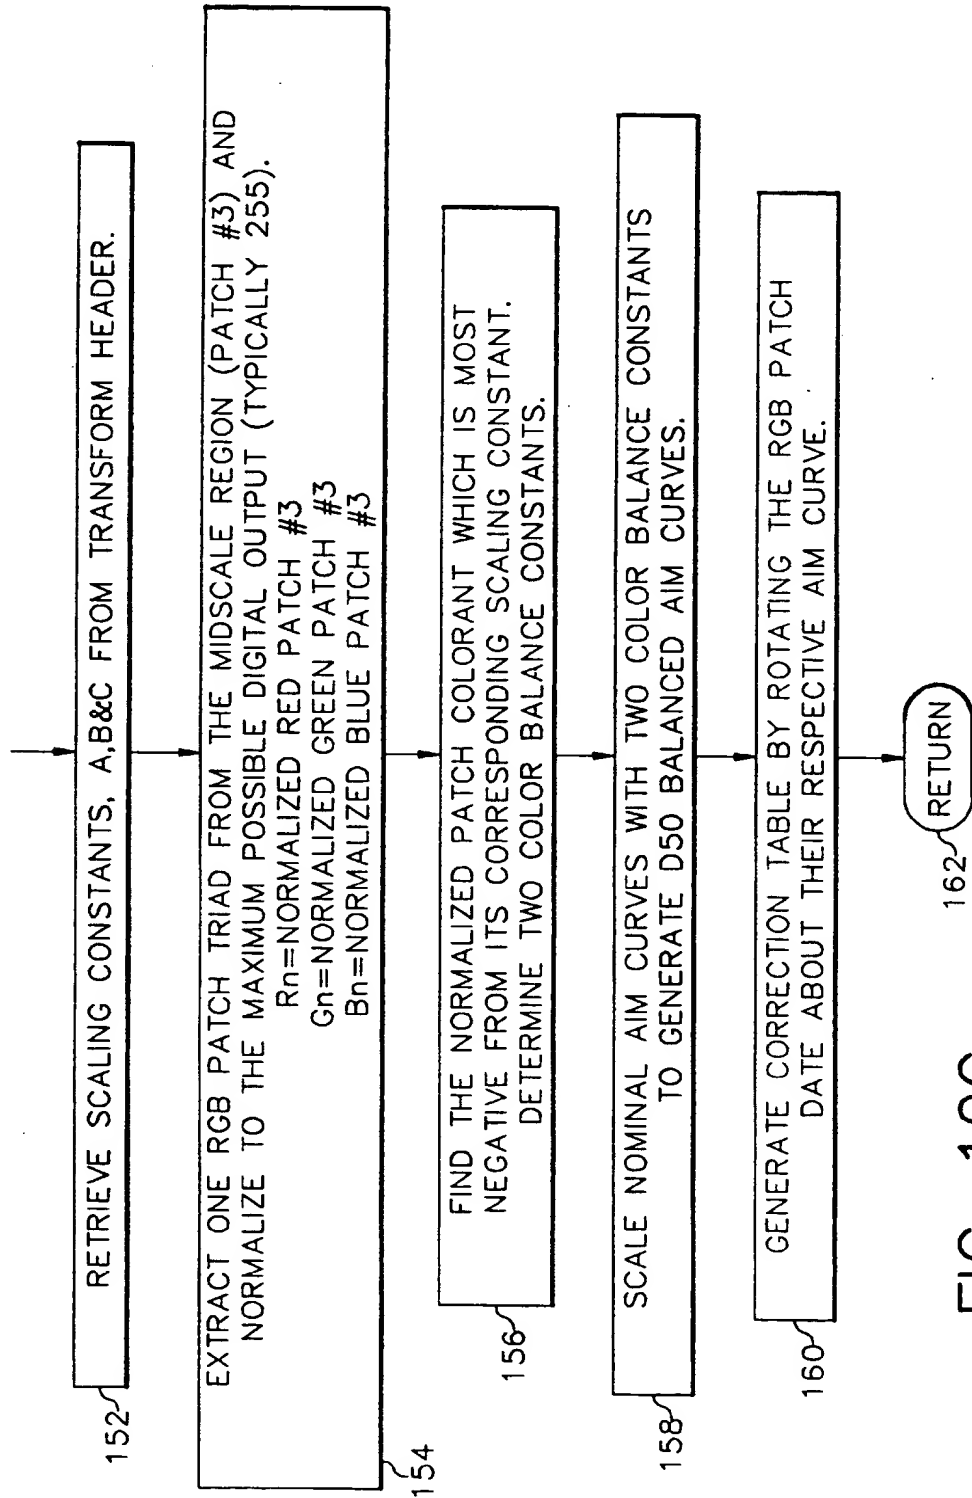 RETRIEVE SCALING CONSTANTS, A,B&C FROM TRANSFORM HEADER.
152
EXTRACT ONE RGB PATCH TRIAD FROM THE MIDSCALE REGION (PATCH #3) AND
NORMALIZE TO THE MAXIMUM POSSIBLE DIGITAL OUTPUT (TYPICALLY 255).
Rn=NORMALIZED RED PATCH #3
Gn=NORMALIZED GREEN PATCH #3
Bn=NORMALIZED BLUE PATCH #3
154
FIND THE NORMALIZED PATCH COLORANT WHICH IS MOST
NEGATIVE FROM ITS CORRESPONDING SCALING CONSTANT.
DETERMINE TWO COLOR BALANCE CONSTANTS.
156
SCALE NOMINAL AIM CURVES WITH TWO COLOR BALANCE CONSTANTS
TO GENERATE D50 BALANCED AIM CURVES.
158
GENERATE CORRECTION TABLE BY ROTATING THE RGB PATCH
DATE ABOUT THEIR RESPECTIVE AIM CURVE.
160
RETURN
162